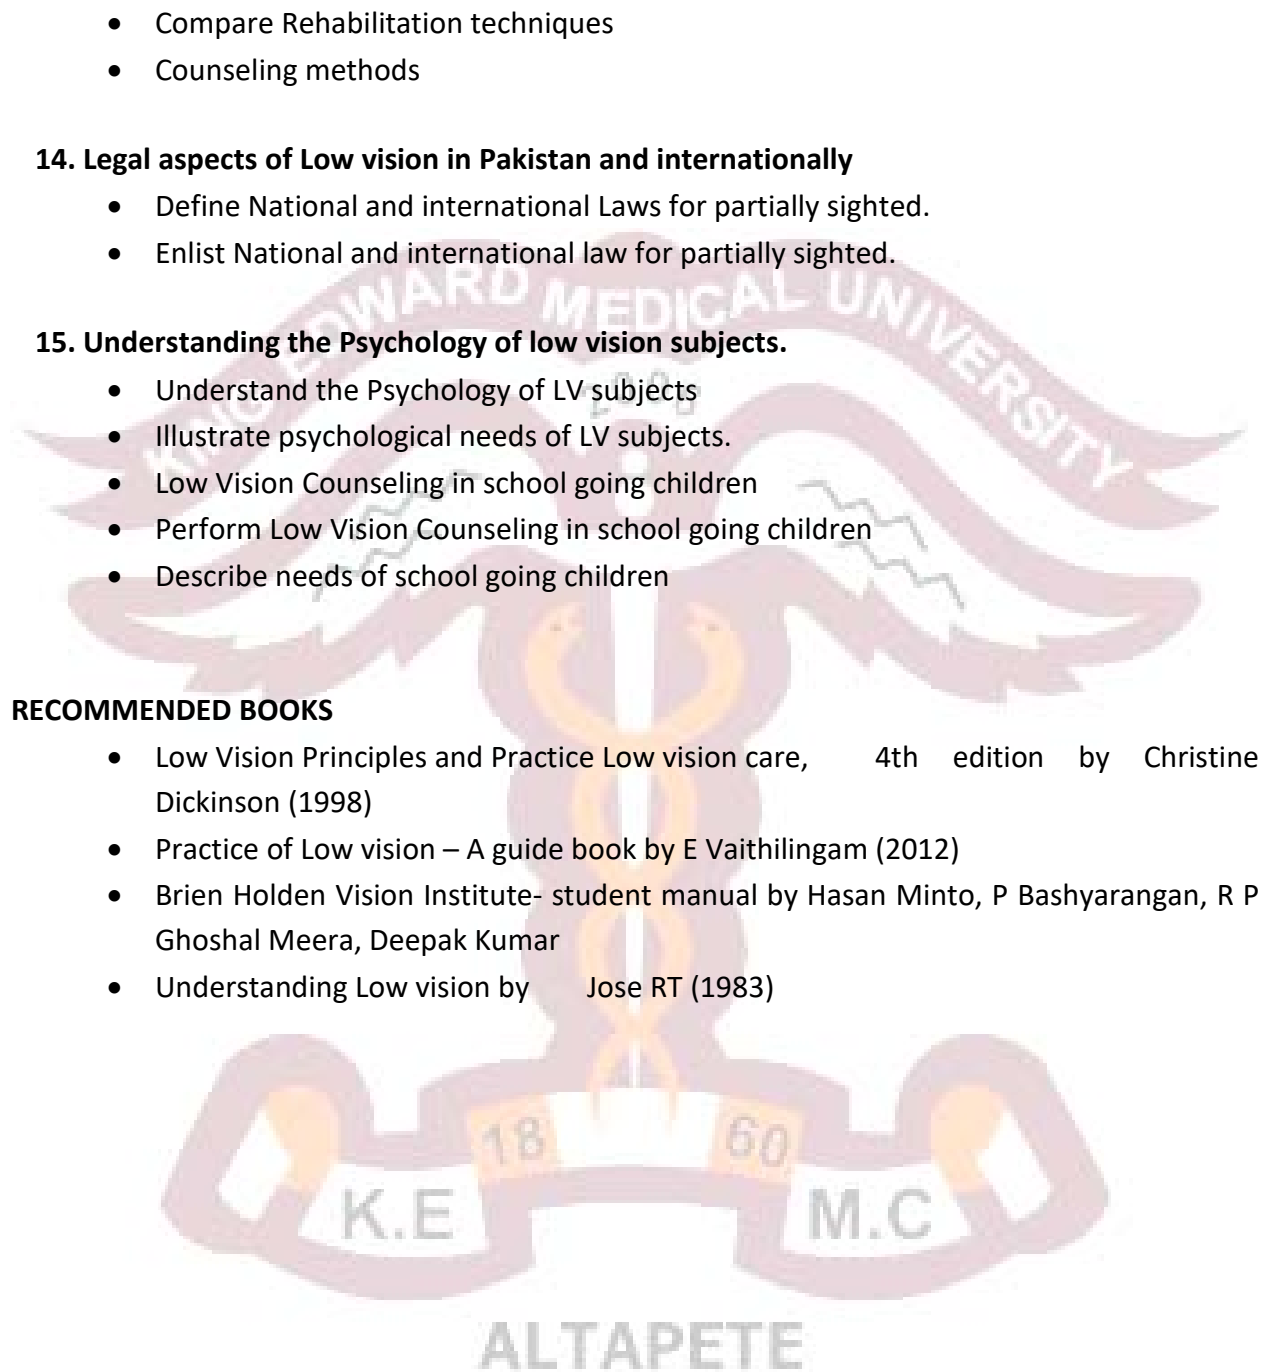 • Compare Rehabilitation techniques
• Counseling methods
14. Legal aspects of Low vision in Pakistan and internationally
• Define National and international Laws for partially sighted.
• Enlist National and international law for partially sighted.
KING EDWARD MEDICAL UNIVERSITY
15. Understanding the Psychology of low vision subjects.
• Understand the Psychology of LV subjects
• Illustrate psychological needs of LV subjects.
• Low Vision Counseling in school going children
• Perform Low Vision Counseling in school going children
• Describe needs of school going children
RECOMMENDED BOOKS
• Low Vision Principles and Practice Low vision care, 4th edition by Christine
Dickinson (1998)
• Practice of Low vision – A guide book by E Vaithilingam (2012)
• Brien Holden Vision Institute- student manual by Hasan Minto, P Bashyarangan, R P
Ghoshal Meera, Deepak Kumar
• Understanding Low vision by Jose RT (1983)
18 60
K.E M.C
ALTAPETE